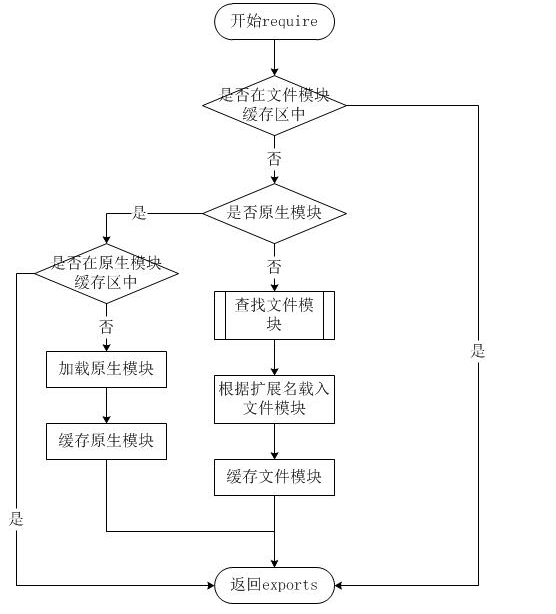 开始require
是否在文件模块
缓存区中
否
是
是否原生模块
是否在原生模块
缓存区中
否
查找文件模
块
否
是
加载原生模块
根据扩展名载入
文件模块
缓存原生模块
缓存文件模块
是
返回exports